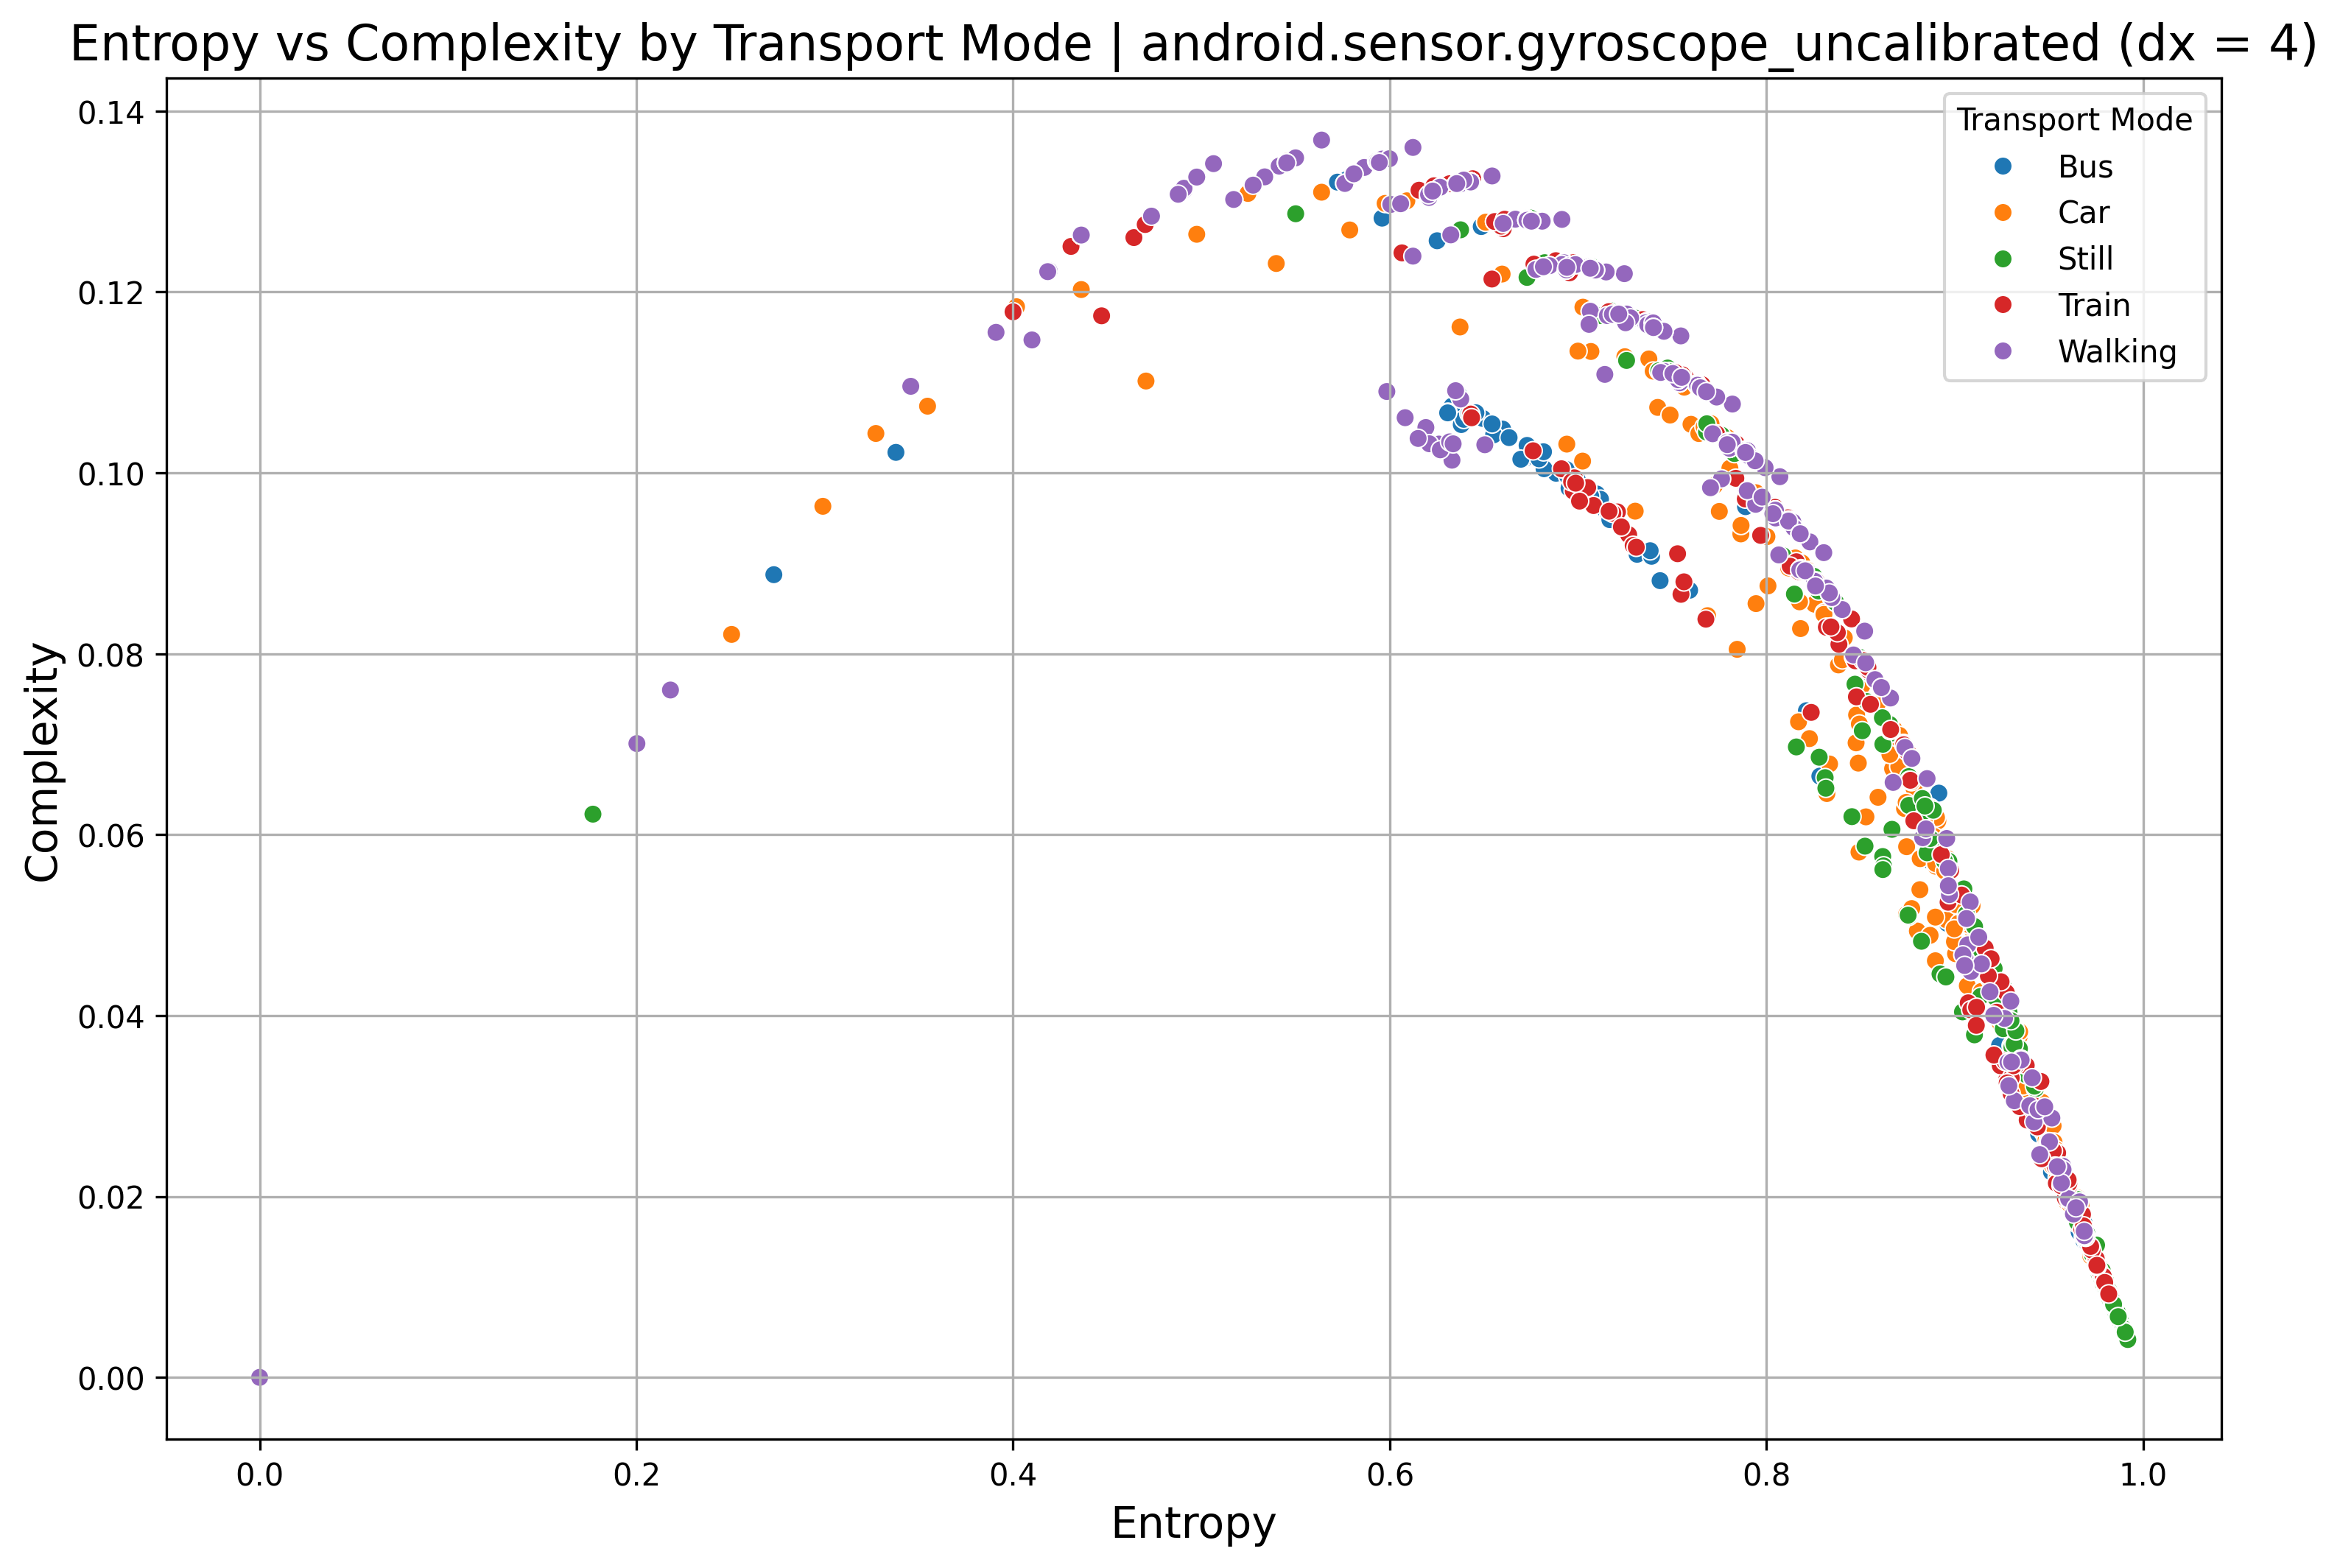 Entropy vs Complexity by Transport Mode | android.sensor.gyroscope_uncalibrated (dx = 4)
Transport Mode
Bus
Car
Still
Train
Walking
Complexity
0.14
0.12
0.10
0.08
0.06
0.04
0.02
0.00
0.0 0.2 0.4 0.6 0.8 1.0
Entropy